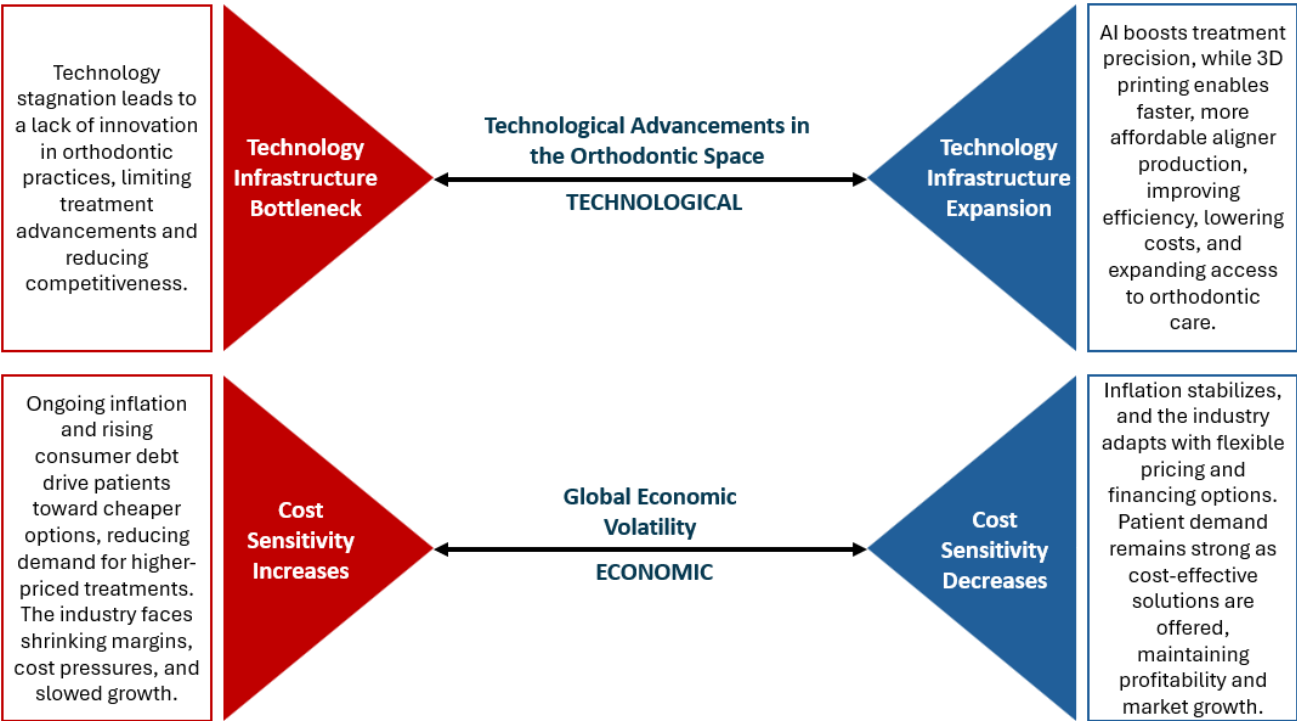 Technology
stagnation leads to
a lack of innovation
in orthodontic
practices, limiting
treatment
advancements and
reducing
competitiveness.
Technology
Infrastructure
Bottleneck
Technological Advancements in
the Orthodontic Space
TECHNOLOGICAL
Technology
Infrastructure
Expansion
AI boosts treatment
precision, while 3D
printing enables
faster, more
affordable aligner
production,
improving
efficiency, lowering
costs, and
expanding access
to orthodontic
care.
Ongoing inflation
and rising
consumer debt
drive patients
toward cheaper
options, reducing
demand for higher-
priced treatments.
The industry faces
shrinking margins,
cost pressures, and
slowed growth.
Cost
Sensitivity
Increases
Global Economic
Volatility
ECONOMIC
Cost
Sensitivity
Decreases
Inflation stabilizes,
and the industry
adapts with flexible
pricing and
financing options.
Patient demand
remains strong as
cost-effective
solutions are
offered,
maintaining
profitability and
market growth.